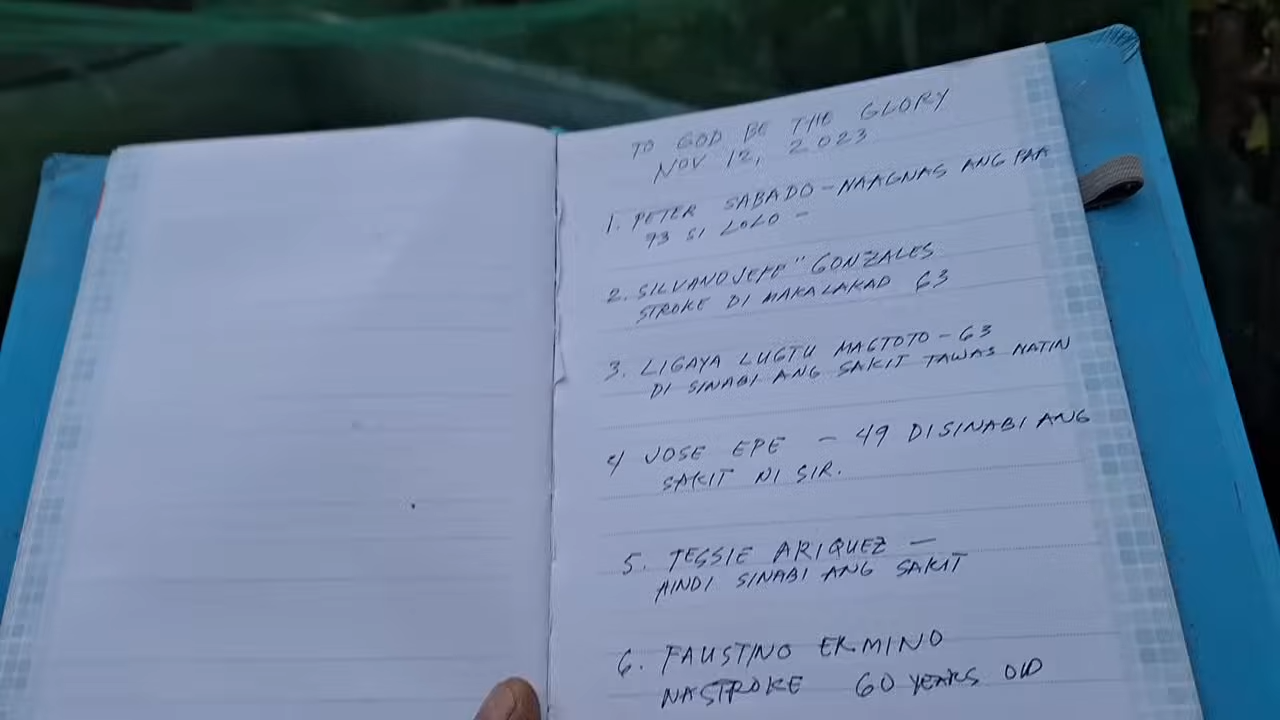 TO GOD BE THE GLORY
NOV 12, 2023
1. PETER SABADO - NAAGNAS ANG PAA
93 SI LOLO -
2. SILVANO JEFF" GONZALES
STROKE DI MAKALAKAD 63
3. LIGAYA LUGTU MAGTOTO - 63
DI SINABI ANG SAKIT TAWAS NATIN
4 JOSE EPE - 49 DI SINABI ANG
SAKIT NI SIR.
5. TESSIE ARIQUEZ -
HINDI SINABI ANG SAKIT
6. FAUSTINO ERMINO
NASTROKE 60 YEARS OLD